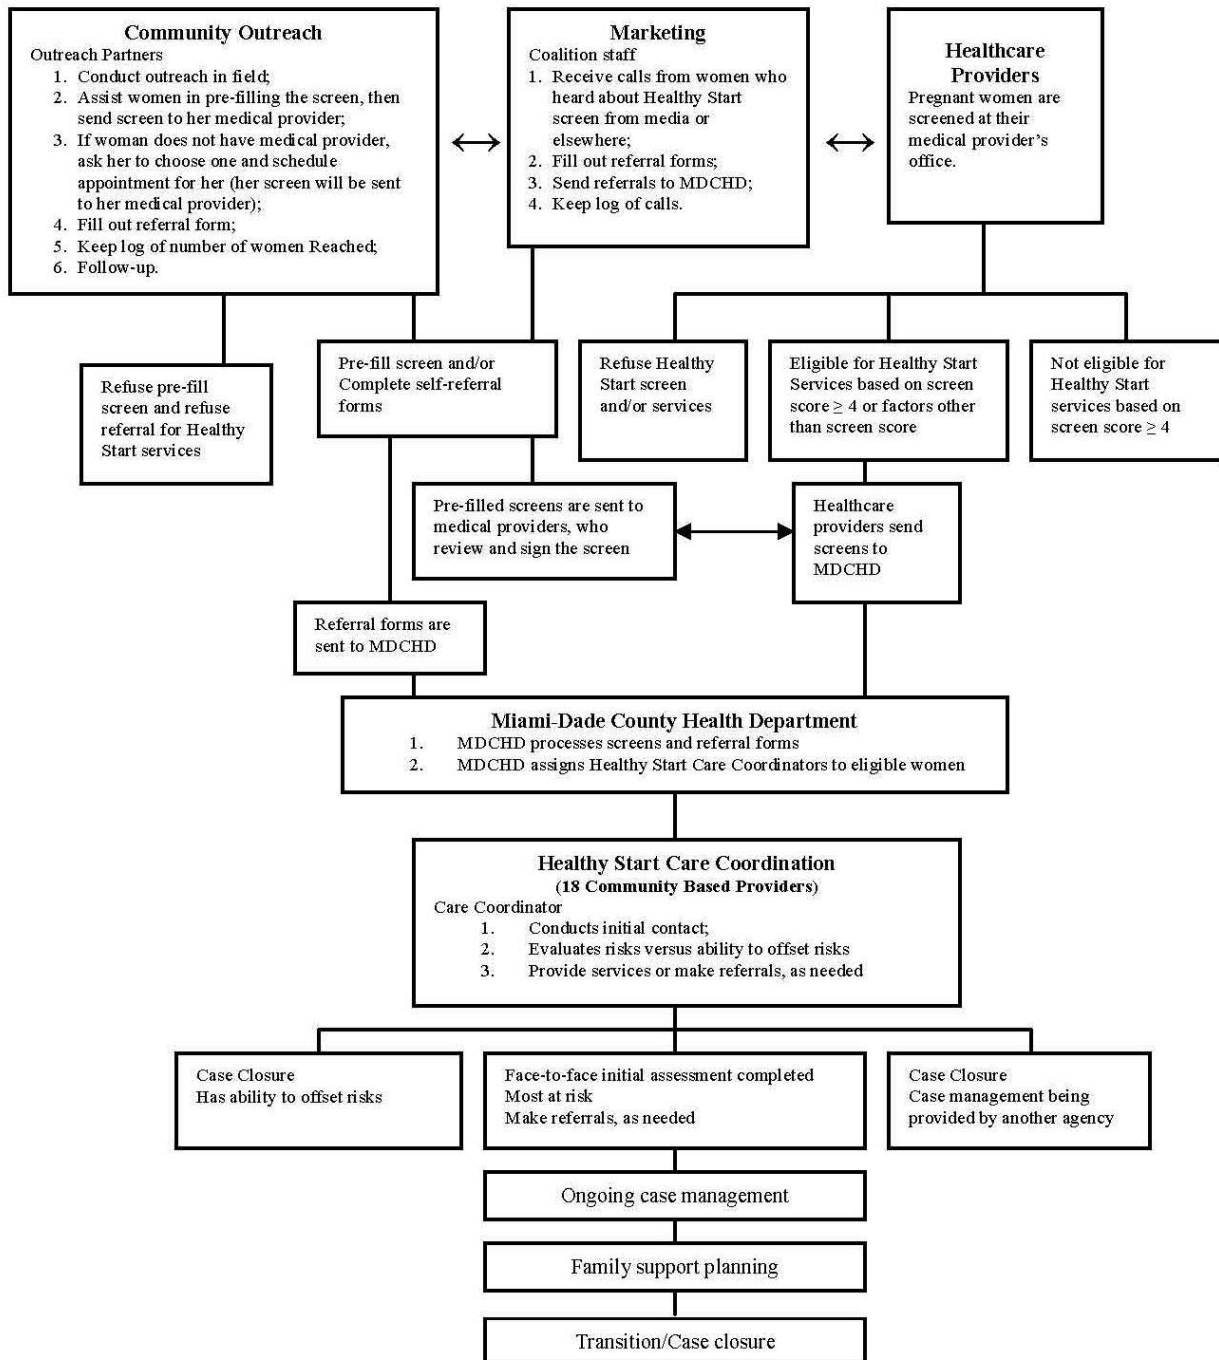 Community Outreach
Outreach Partners
1. Conduct outreach in field;
2. Assist women in pre-filling the screen, then
send screen to her medical provider;
3. If woman does not have medical provider,
ask her to choose one and schedule
appointment for her (her screen will be sent
to her medical provider);
4. Fill out referral form;
5. Keep log of number of women Reached;
6. Follow-up.
Marketing
Coalition staff
1. Receive calls from women who
heard about Healthy Start
screen from media or
elsewhere;
2. Fill out referral forms;
3. Send referrals to MDCHD;
4. Keep log of calls.
Healthcare
Providers
Pregnant women are
screened at their
medical provider's
office.
Refuse pre-fill
screen and refuse
referral for Healthy
Start services
Pre-fill screen and/or
Complete self-referral
forms
Refuse Healthy
Start screen
and/or services
Eligible for Healthy Start
Services based on screen
score ≥ 4 or factors other
than screen score
Not eligible for
Healthy Start
services based on
screen score ≥ 4
Pre-filled screens are sent to
medical providers, who
review and sign the screen
Healthcare
providers send
screens to
MDCHD
Referral forms are
sent to MDCHD
Miami-Dade County Health Department
1. MDCHD processes screens and referral forms
2. MDCHD assigns Healthy Start Care Coordinators to eligible women
Healthy Start Care Coordination
(18 Community Based Providers)
Care Coordinator
1. Conducts initial contact;
2. Evaluates risks versus ability to offset risks
3. Provide services or make referrals, as needed
Case Closure
Has ability to offset risks
Face-to-face initial assessment completed
Most at risk
Make referrals, as needed
Case Closure
Case management being
provided by another agency
Ongoing case management
Family support planning
Transition/Case closure